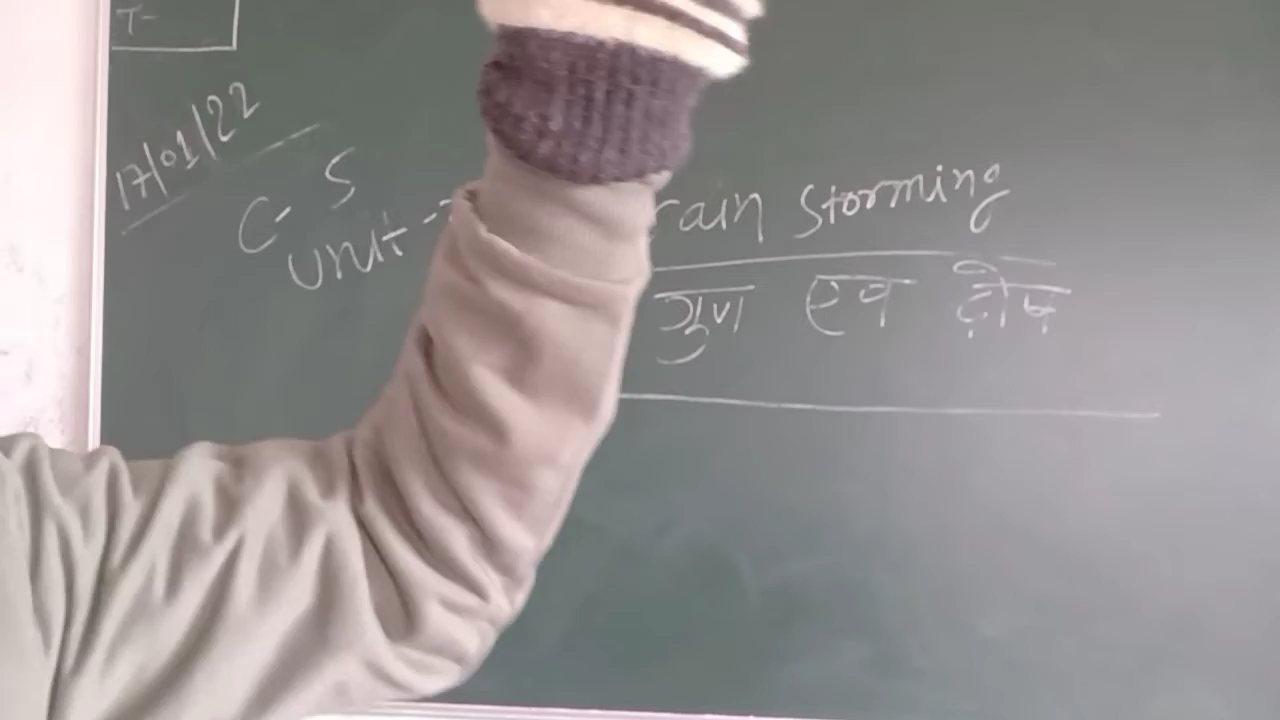 T-
17/01/22
C- S
unit -
rain Storming
गुण एव दोष